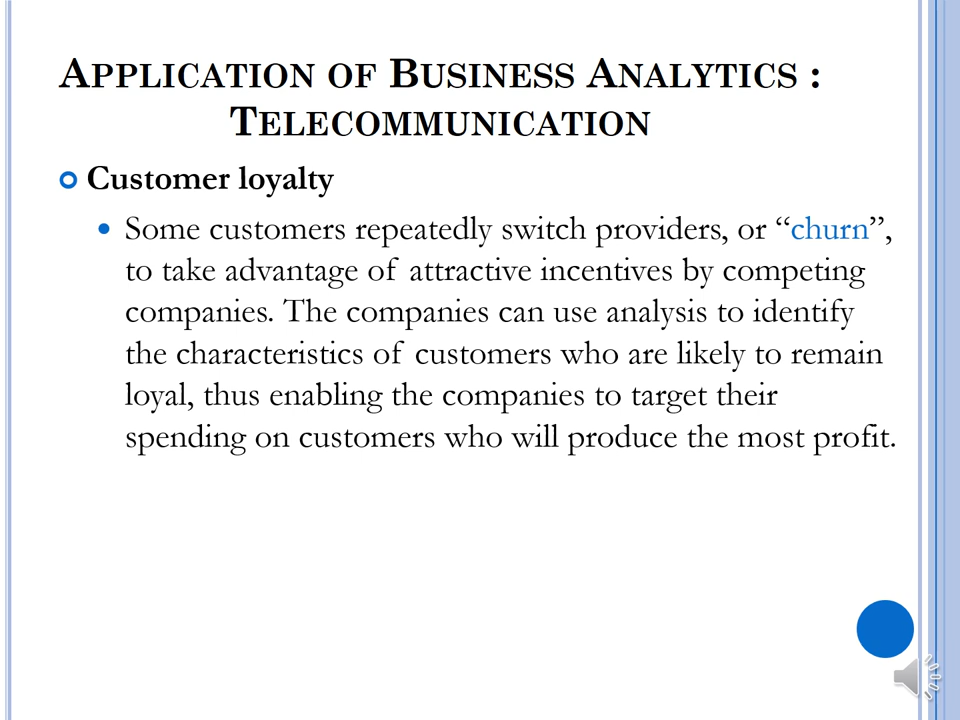 APPLICATION OF BUSINESS ANALYTICS :
TELECOMMUNICATION
Customer loyalty
Some customers repeatedly switch providers, or “churn”,
to take advantage of attractive incentives by competing
companies. The companies can use analysis to identify
the characteristics of customers who are likely to remain
loyal, thus enabling the companies to target their
spending on customers who will produce the most profit.